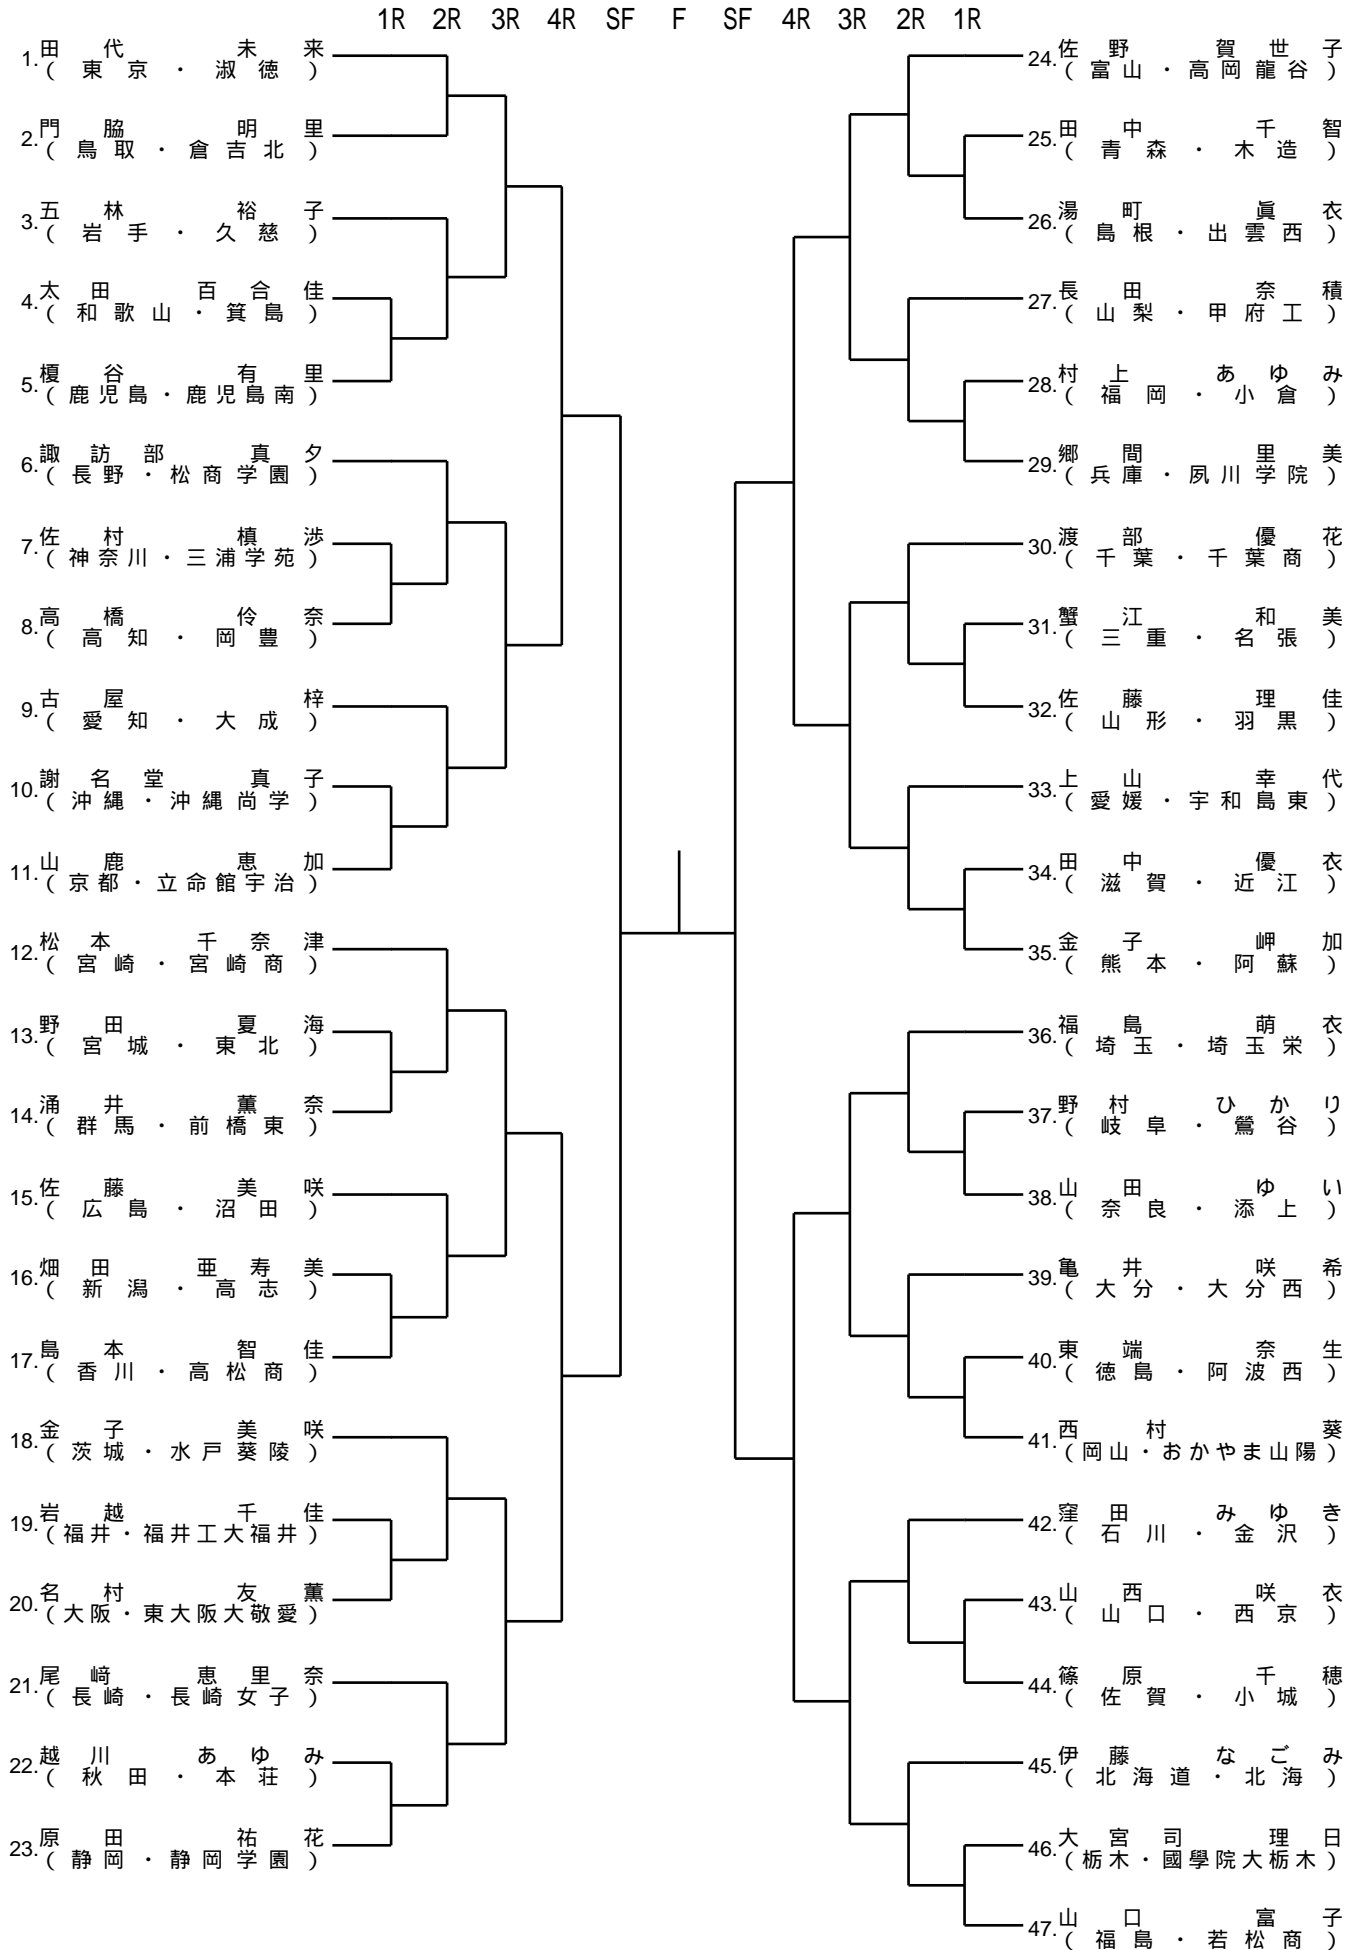 1R 2R 3R 4R SF F SF 4R 3R 2R 1R
1. 田代 未来
(東京・淑徳)
2. 門脇 明里
(鳥取・倉吉北)
3. 五林 裕子
(岩手・久慈)
4. 太田 百合佳
(和歌山・箕島)
5. 榎谷 有里
(鹿児島・鹿児島南)
6. 諏訪部 真夕
(長野・松商学園)
7. 佐村 槙渉
(神奈川・三浦学苑)
8. 高橋 伶奈
(高知・岡豊)
9. 古屋 梓
(愛知・大成)
10. 謝名堂 真子
(沖縄・沖縄尚学)
11. 山鹿 恵加
(京都・立命館宇治)
12. 松本 千奈津
(宮崎・宮崎商)
13. 野田 夏海
(宮城・東北)
14. 涌井 薫奈
(群馬・前橋東)
15. 佐藤 美咲
(広島・沼田)
16. 畑田 亜寿美
(新潟・高志)
17. 島本 智佳
(香川・高松商)
18. 金子 美咲
(茨城・水戸葵陵)
19. 岩越 千佳
(福井・福井工大福井)
20. 名村 友薫
(大阪・東大阪大敬愛)
21. 尾﨑 恵里奈
(長崎・長崎女子)
22. 越川 あゆみ
(秋田・本荘)
23. 原田 祐花
(静岡・静岡学園)
24. 佐野 賀世子
(富山・高岡龍谷)
25. 田中 千智
(青森・木造)
26. 湯町 眞衣
(島根・出雲西)
27. 長田 奈積
(山梨・甲府工)
28. 村上 あゆみ
(福岡・小倉)
29. 郷間 里美
(兵庫・夙川学院)
30. 渡部 優花
(千葉・千葉商)
31. 蟹江 和美
(三重・名張)
32. 佐藤 理佳
(山形・羽黒)
33. 上山 幸代
(愛媛・宇和島東)
34. 田中 優衣
(滋賀・近江)
35. 金子 岬加
(熊本・阿蘇)
36. 福島 萌衣
(埼玉・埼玉栄)
37. 野村 ひかり
(岐阜・鶯谷)
38. 山田 ゆい
(奈良・添上)
39. 亀井 咲希
(大分・大分西)
40. 東端 奈生
(徳島・阿波西)
41. 西村 葵
(岡山・おかやま山陽)
42. 窪田 みゆき
(石川・金沢)
43. 山西 咲衣
(山口・西京)
44. 篠原 千穂
(佐賀・小城)
45. 伊藤 なごみ
(北海道・北海)
46. 大宮司 理日
(栃木・國學院大栃木)
47. 山口 富子
(福島・若松商)